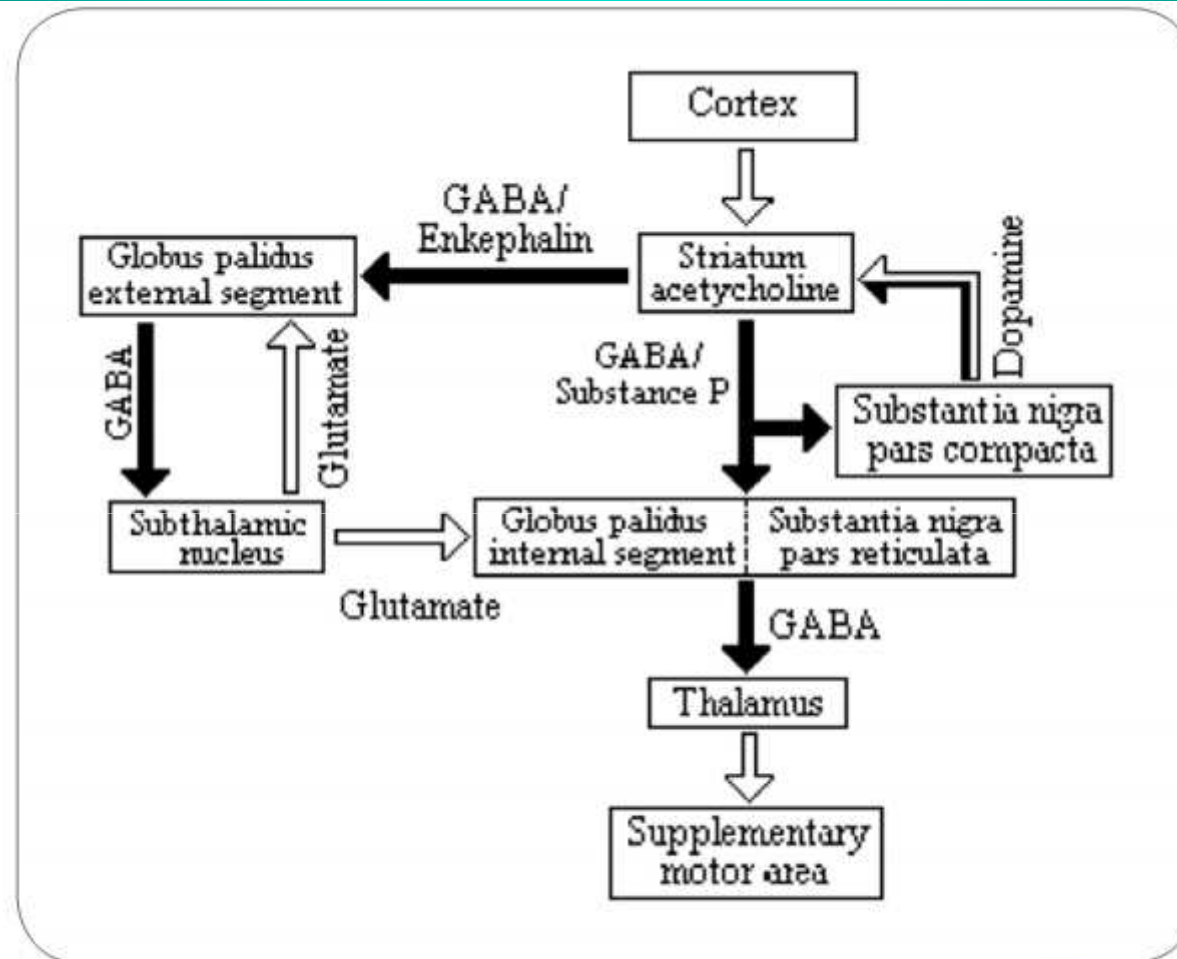 Cortex
GABA/
Enkephalin
Globus palidus
external segment
Striatum
acetycholine
Dopamine
GABA
Glutamate
GABA/
Substance P
Substantia nigra
pars compacta
Subthalamic
nucleus
Globus palidus
internal segment
Substantia nigra
pars reticulata
Glutamate
GABA
Thalamus
Supplementary
motor area